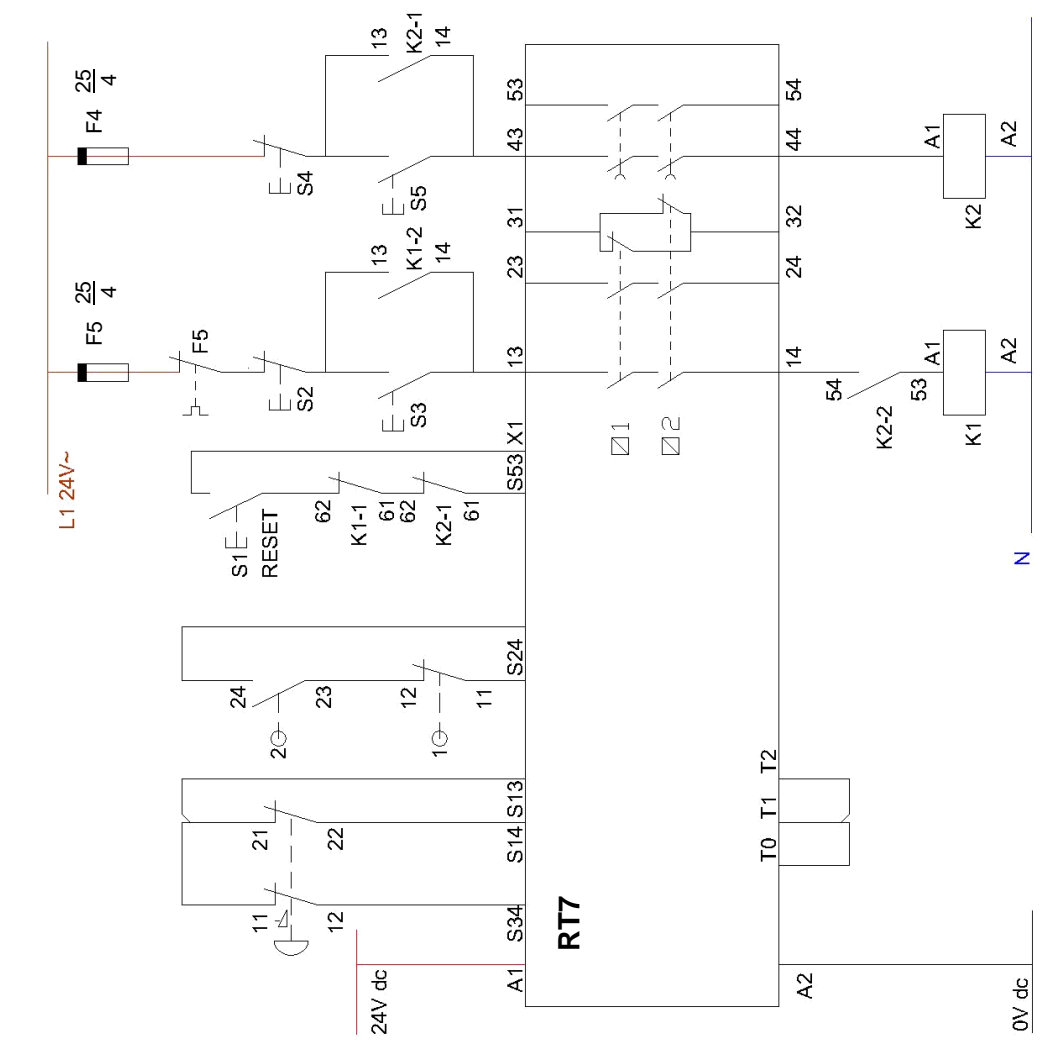 L1 24V~
F5
25
4
F4
25
4
F5
S2
S4
13
K1-2
14
S3
13
K2-1
14
S5
S1
RESET
62
K1-1
61
62
K2-1
61
24
23
2
12
11
1
21
22
11
12
24V dc
A1
S34
S14
S13
S24
S53
X1
13
23
31
43
53
RT7
1
2
A2
T0
T1
T2
14
24
32
44
54
54
K2-2
53
A1
K1
A2
A1
K2
A2
0V dc
N